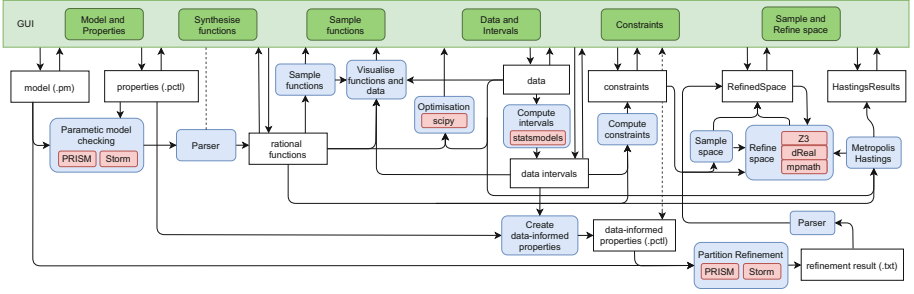 GUI
Model and
Properties
Synthesise
functions
Sample
functions
Data and
Intervals
Constraints
Sample and
Refine space
model (.pm)
properties (.pctl)
Sample
functions
Visualise
functions and
data
data
constraints
RefinedSpace
HastingsResults
Optimisation
scipy
Compute
intervals
statsmodels
Compute
constraints
Parametic model
checking
PRISM
Storm
Parser
rational
functions
Sample
space
Refine
space
Z3
dReal
mpmath
Metropolis
Hastings
data intervals
Create
data-informed
properties
data-informed
properties (.pctl)
Parser
Partition Refinement
PRISM
Storm
refinement result (.txt)